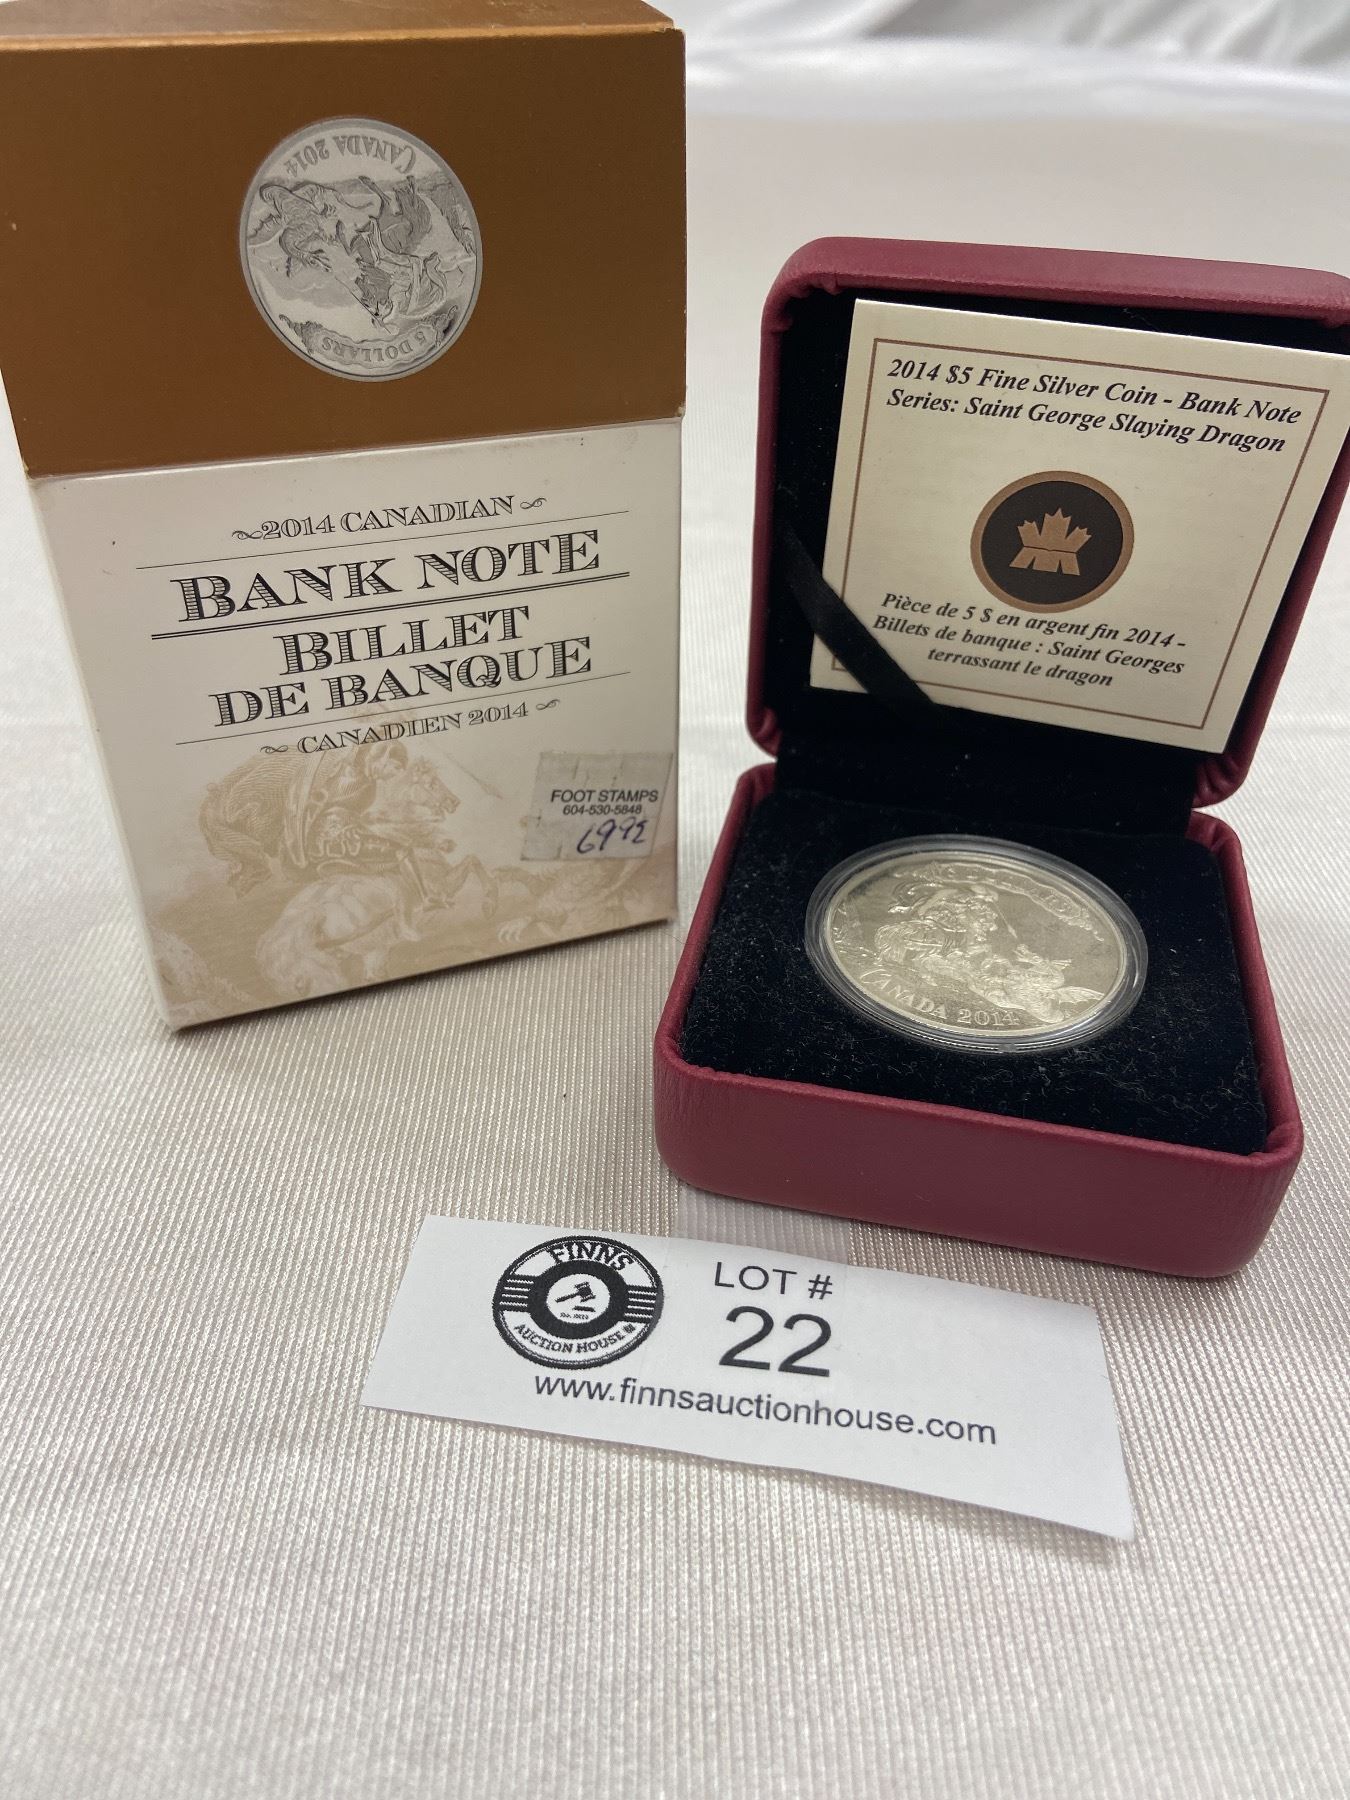 CANADA 2014
5 DOLLARS
2014 CANADIAN
BANK NOTE
BILLET
DE BANQUE
CANADIEN 2014
FOOT STAMPS
604-530-5848
6995
2014 $5 Fine Silver Coin - Bank Note
Series: Saint George Slaying Dragon
Pièce de 5 $ en argent fin 2014 -
Billets de banque : Saint Georges
terrassant le dragon
CANADA 2014
FINNS
AUCTION HOUSE
LOT #
22
www.finnsauctionhouse.com